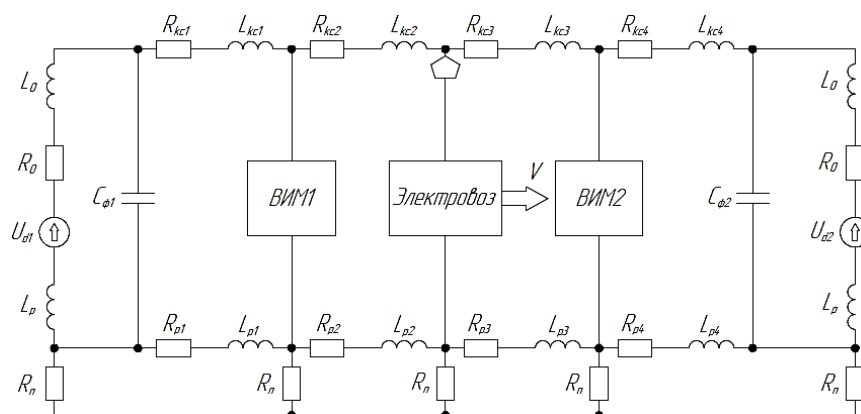 Rкс1 Lкс1 Rкс2 Lкс2 Rкс3 Lкс3 Rкс4 Lкс4
L0 L0
R0 Cф1 ВИМ1 Электровоз V ВИМ2 Cф2 R0
Ud1 Ud2
Lр Lр
Rр1 Lр1 Rр2 Lр2 Rр3 Lр3 Rр4 Lр4
Rп Rп Rп Rп Rп